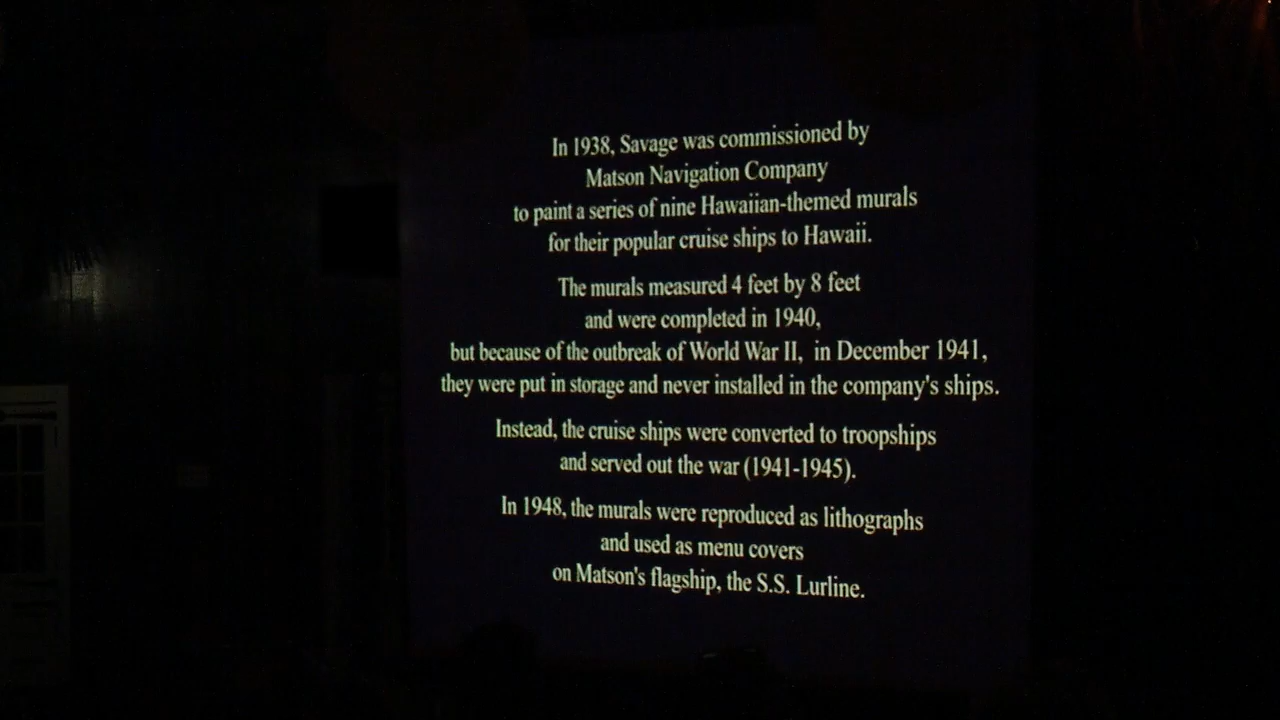 In 1938, Savage was commissioned by
Matson Navigation Company
to paint a series of nine Hawaiian-themed murals
for their popular cruise ships to Hawaii.
The murals measured 4 feet by 8 feet
and were completed in 1940,
but because of the outbreak of World War II, in December 1941,
they were put in storage and never installed in the company's ships.
Instead, the cruise ships were converted to troopships
and served out the war (1941-1945).
In 1948, the murals were reproduced as lithographs
and used as menu covers
on Matson's flagship, the S.S. Lurline.